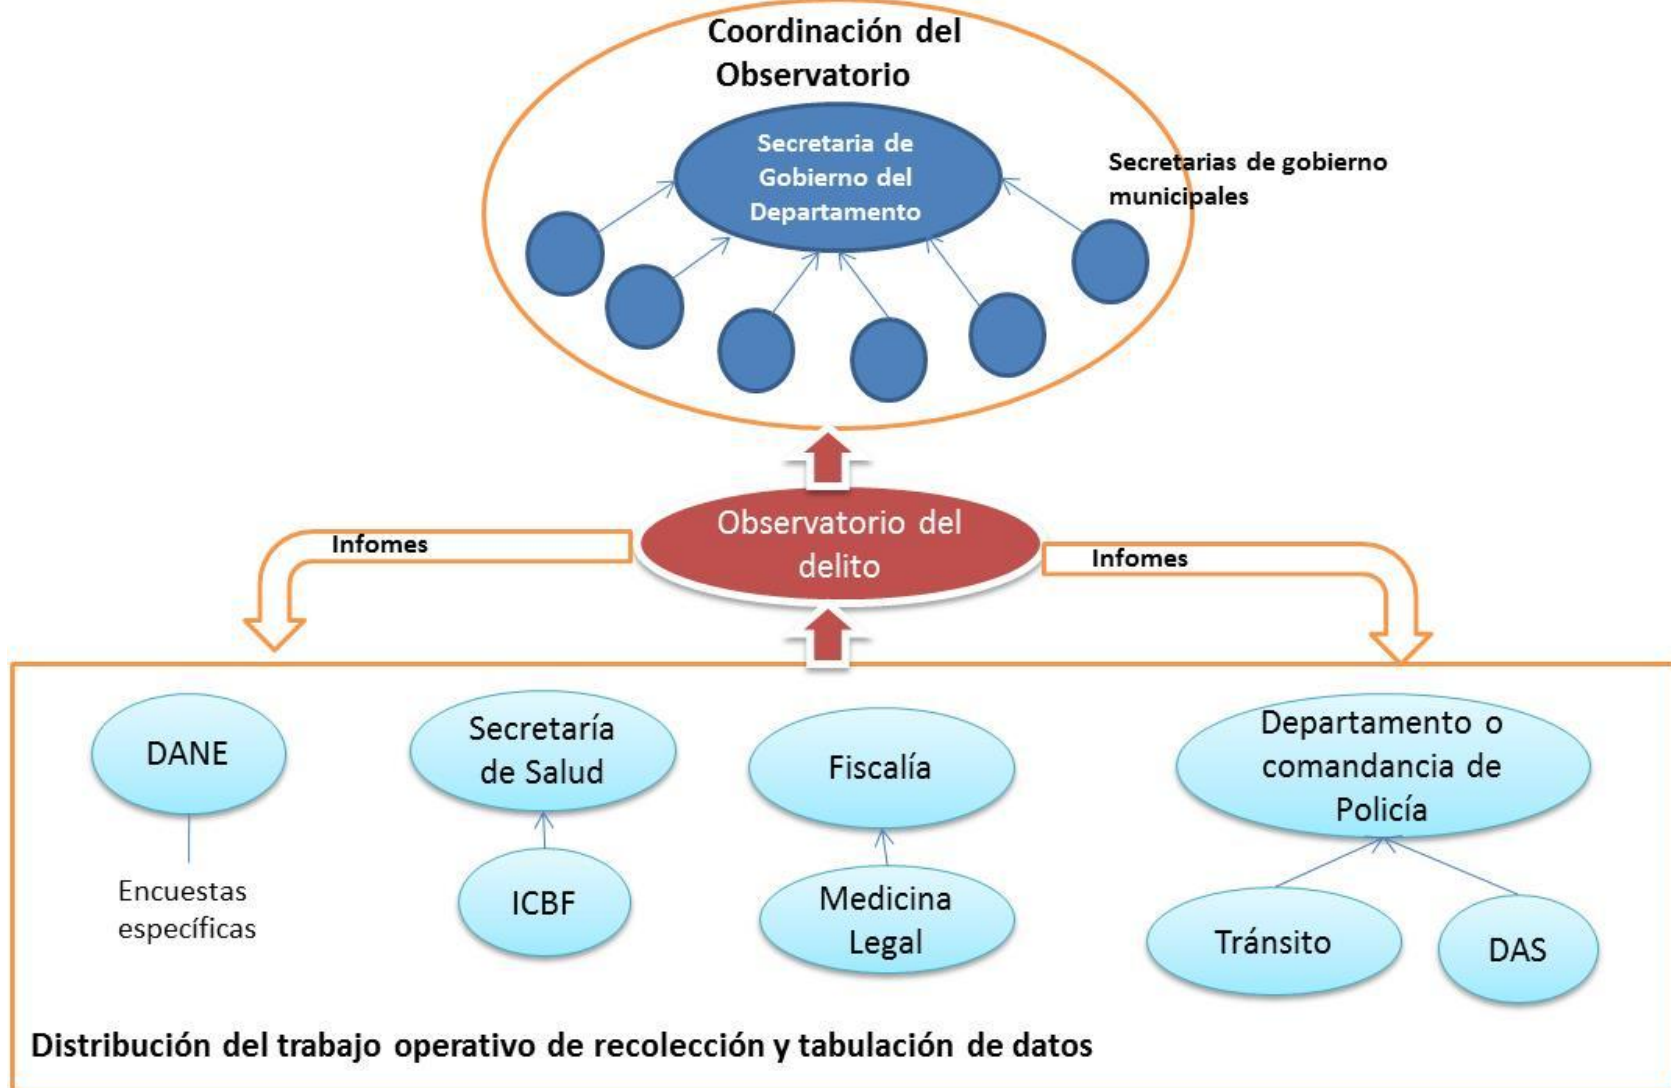 Coordinación del
Observatorio
Secretaria de
Gobierno del
Departamento
Secretarias de gobierno
municipales
Observatorio del
delito
Infomes
Infomes
DANE
Secretaría
de Salud
Fiscalía
Departamento o
comandancia de
Policía
Encuestas
específicas
ICBF
Medicina
Legal
Tránsito
DAS
Distribución del trabajo operativo de recolección y tabulación de datos